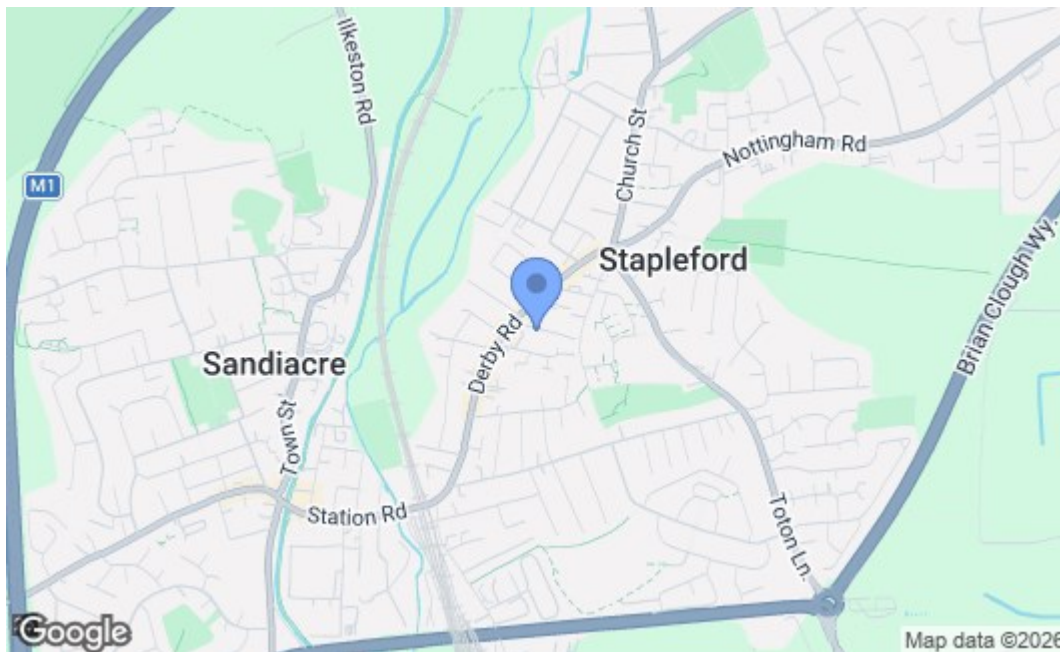 Ilkeston Rd
M1
Church St
Nottingham Rd
Stapleford
Brian Clough Wy.
Derby Rd
Sandiacre
Town St
Station Rd
Toton Ln.
Google
Map data ©2026